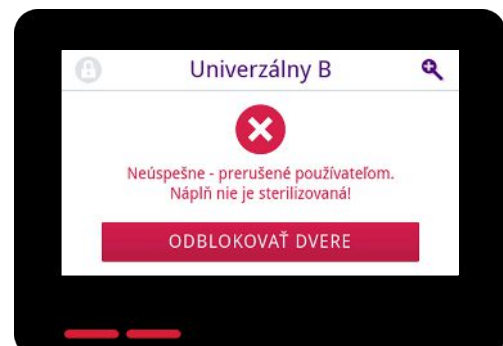 Univerzálny B
Neúspešne - prerušené používateľom.
Náplň nie je sterilizovaná!
ODBLOKOVAŤ DVERE